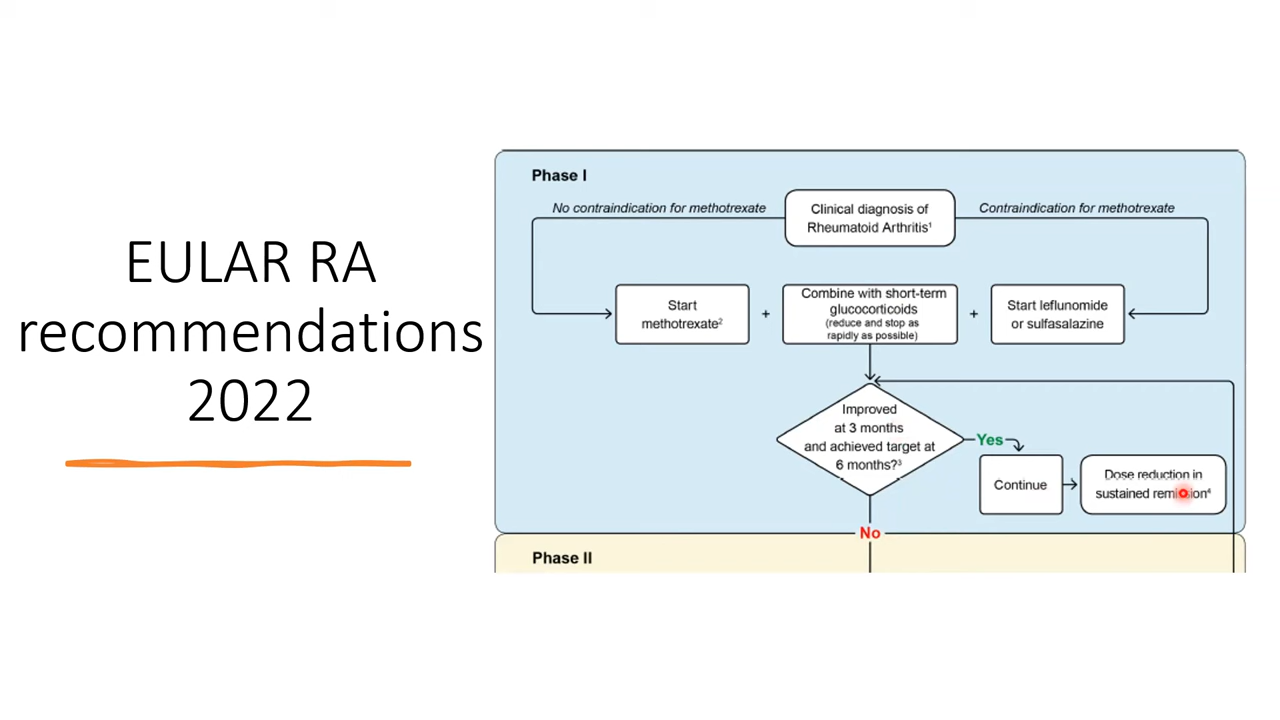 EULAR RA
recommendations
2022
Phase I
No contraindication for methotrexate
Clinical diagnosis of
Rheumatoid Arthritis¹
Contraindication for methotrexate
Start
methotrexate²
+
Combine with short-term
glucocorticoids
(reduce and stop as
rapidly as possible)
+
Start leflunomide
or sulfasalazine
Improved
at 3 months
and achieved target at
6 months?³
Yes
Continue
Dose reduction in
sustained remission⁴
No
Phase II